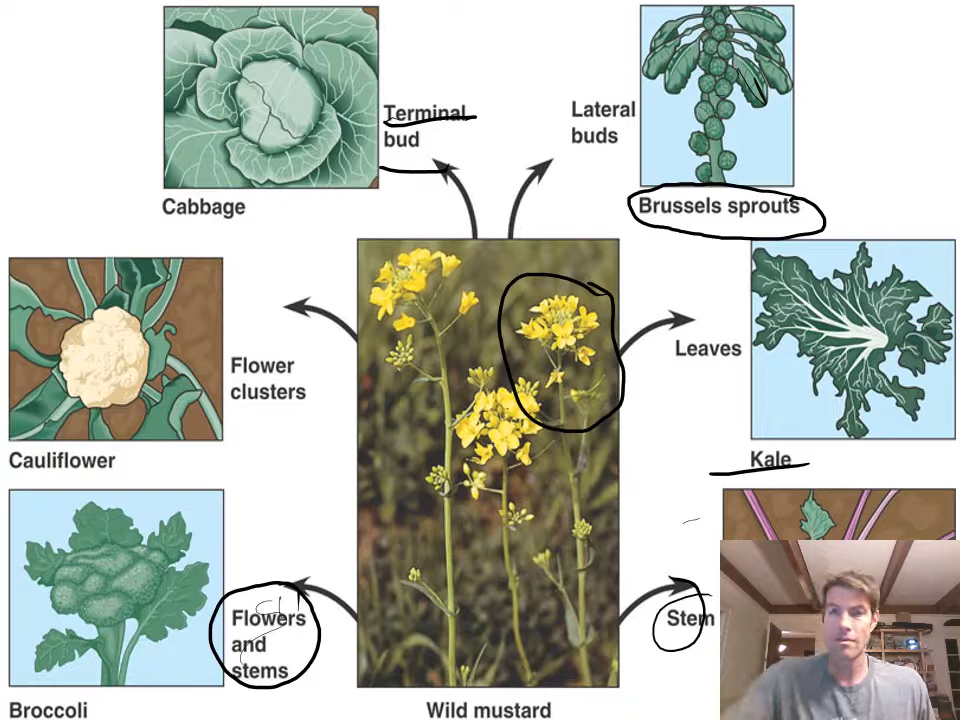 Terminal
bud
Lateral
buds
Cabbage
Brussels sprouts
Flower
clusters
Leaves
Cauliflower
Kale
Flowers
and
stems
Stem
Broccoli
Wild mustard